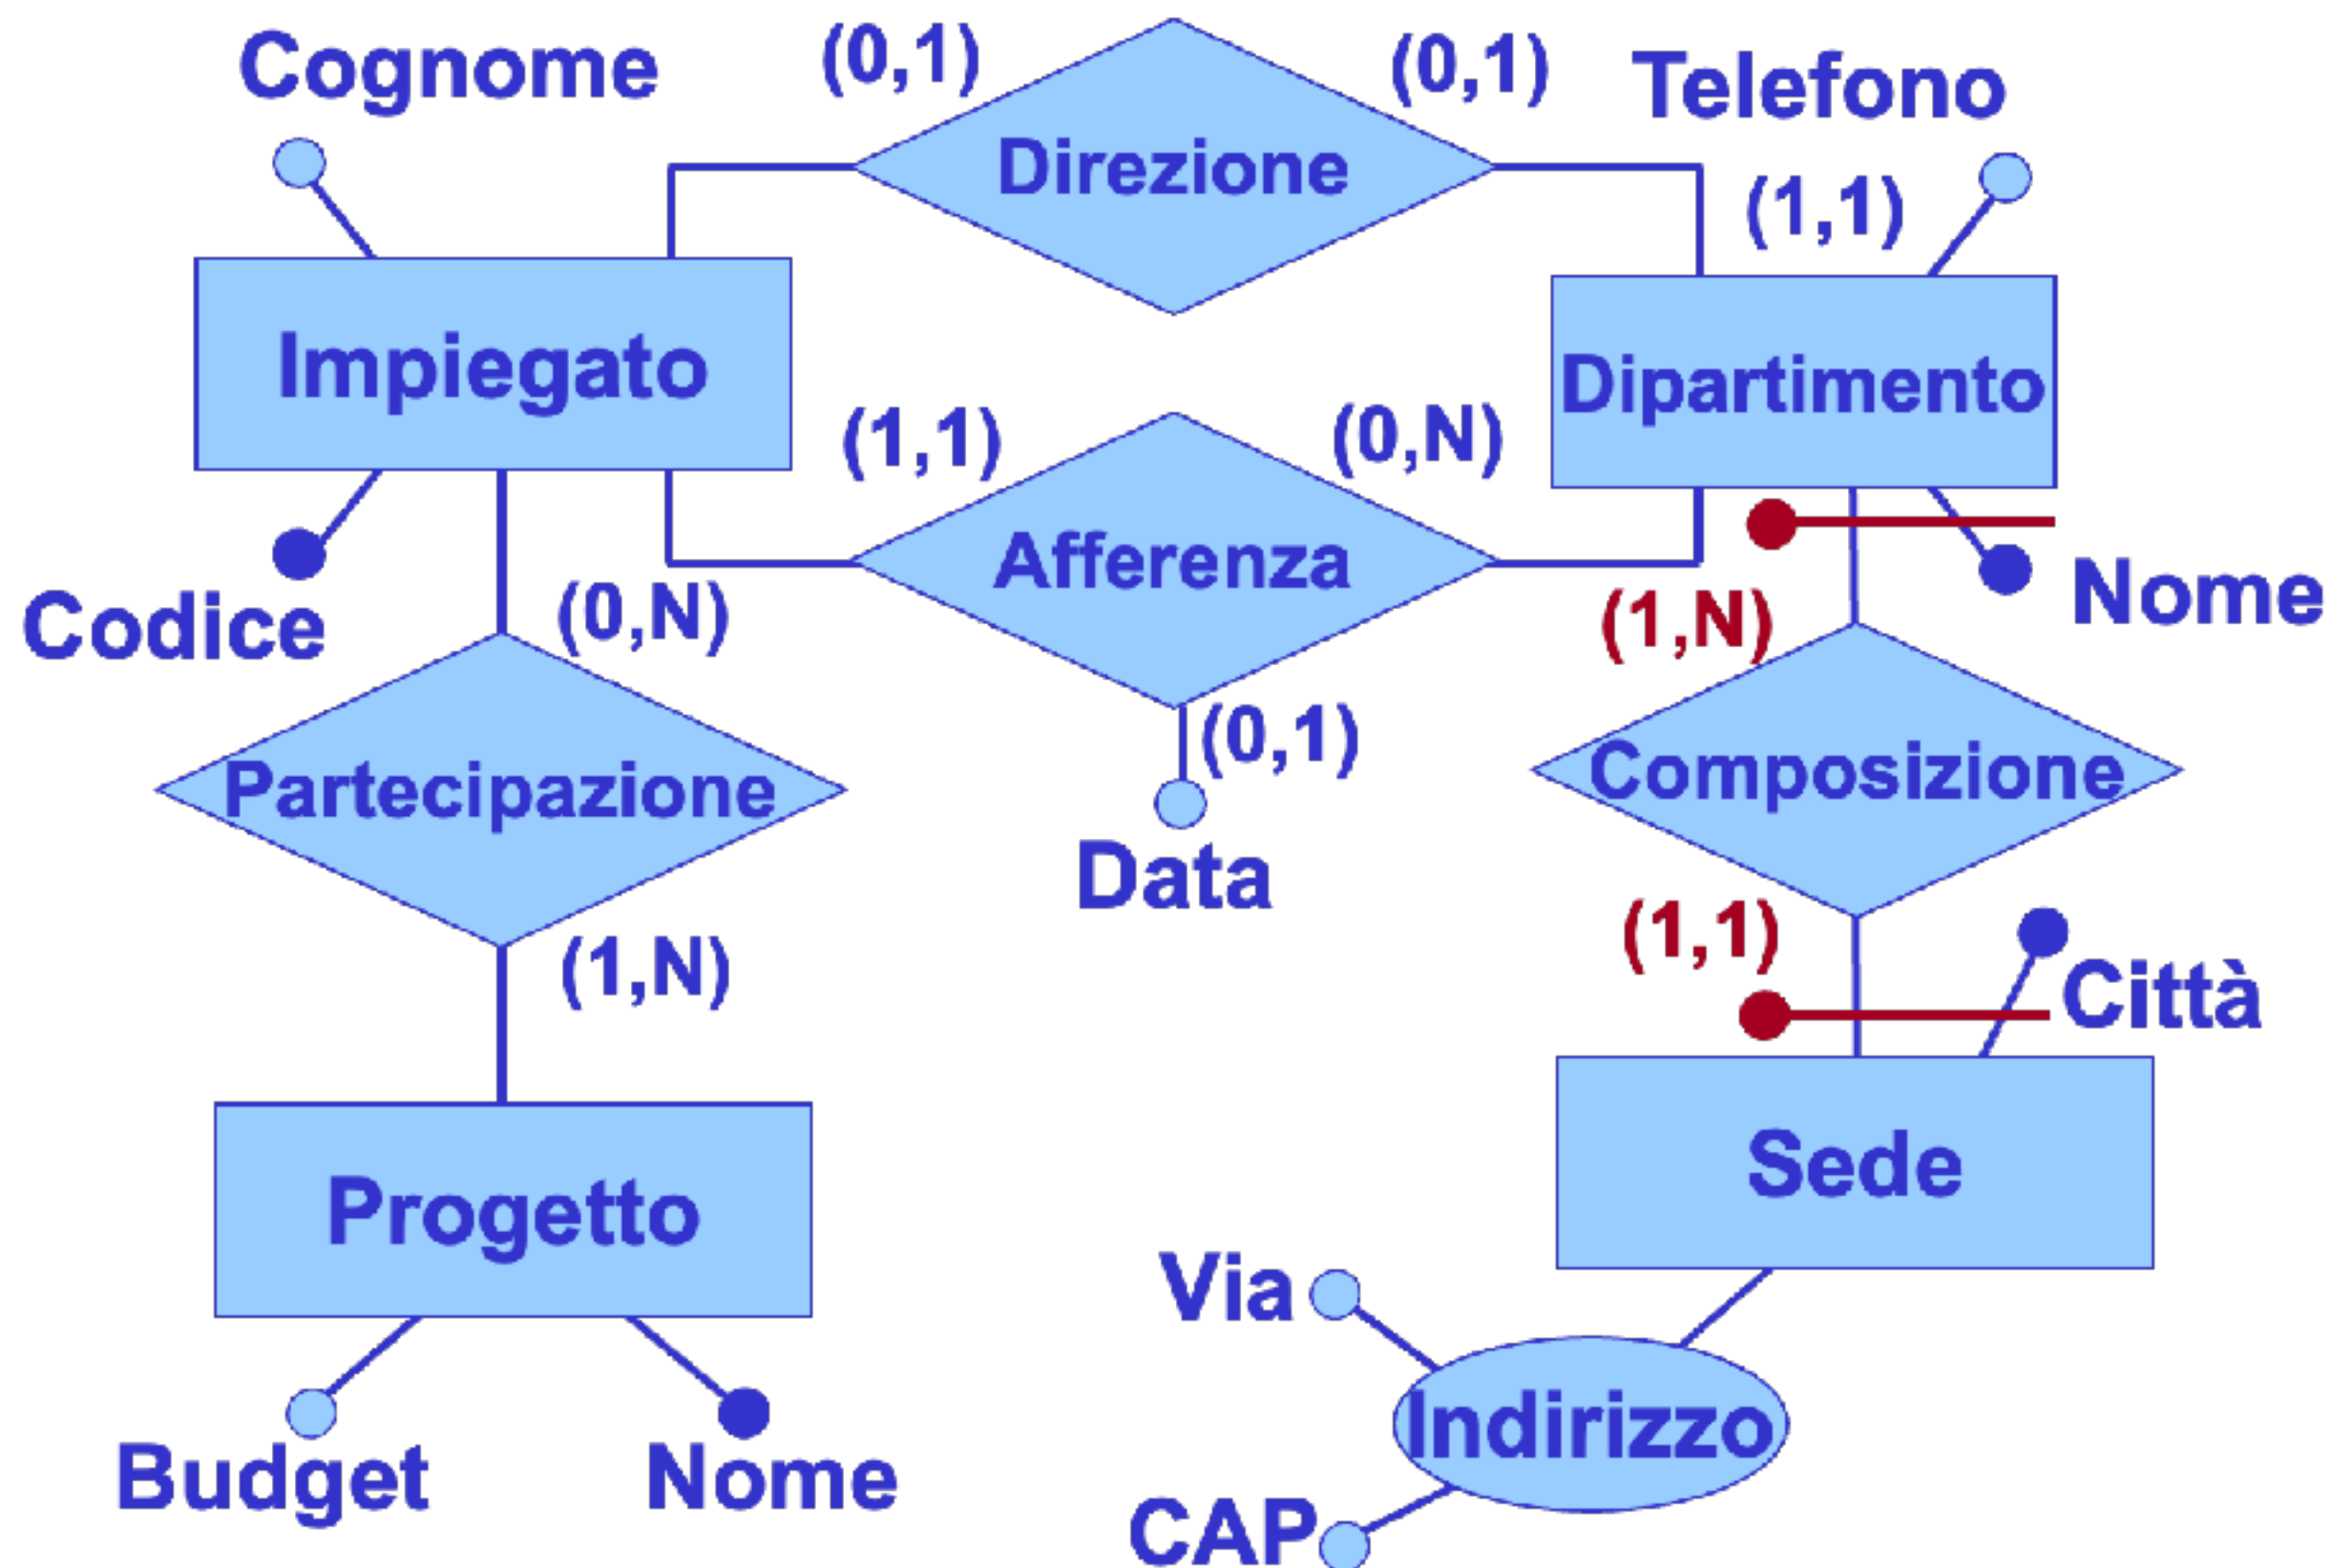 Cognome
(0,1)
(0,1)
Telefono
Direzione
(1,1)
Impiegato
Dipartimento
(1,1)
(0,N)
Afferenza
Codice
(0,N)
(1,N)
Nome
(0,1)
Partecipazione
Composizione
Data
(1,N)
(1,1)
Città
Sede
Progetto
Via
Indirizzo
Budget
Nome
CAP